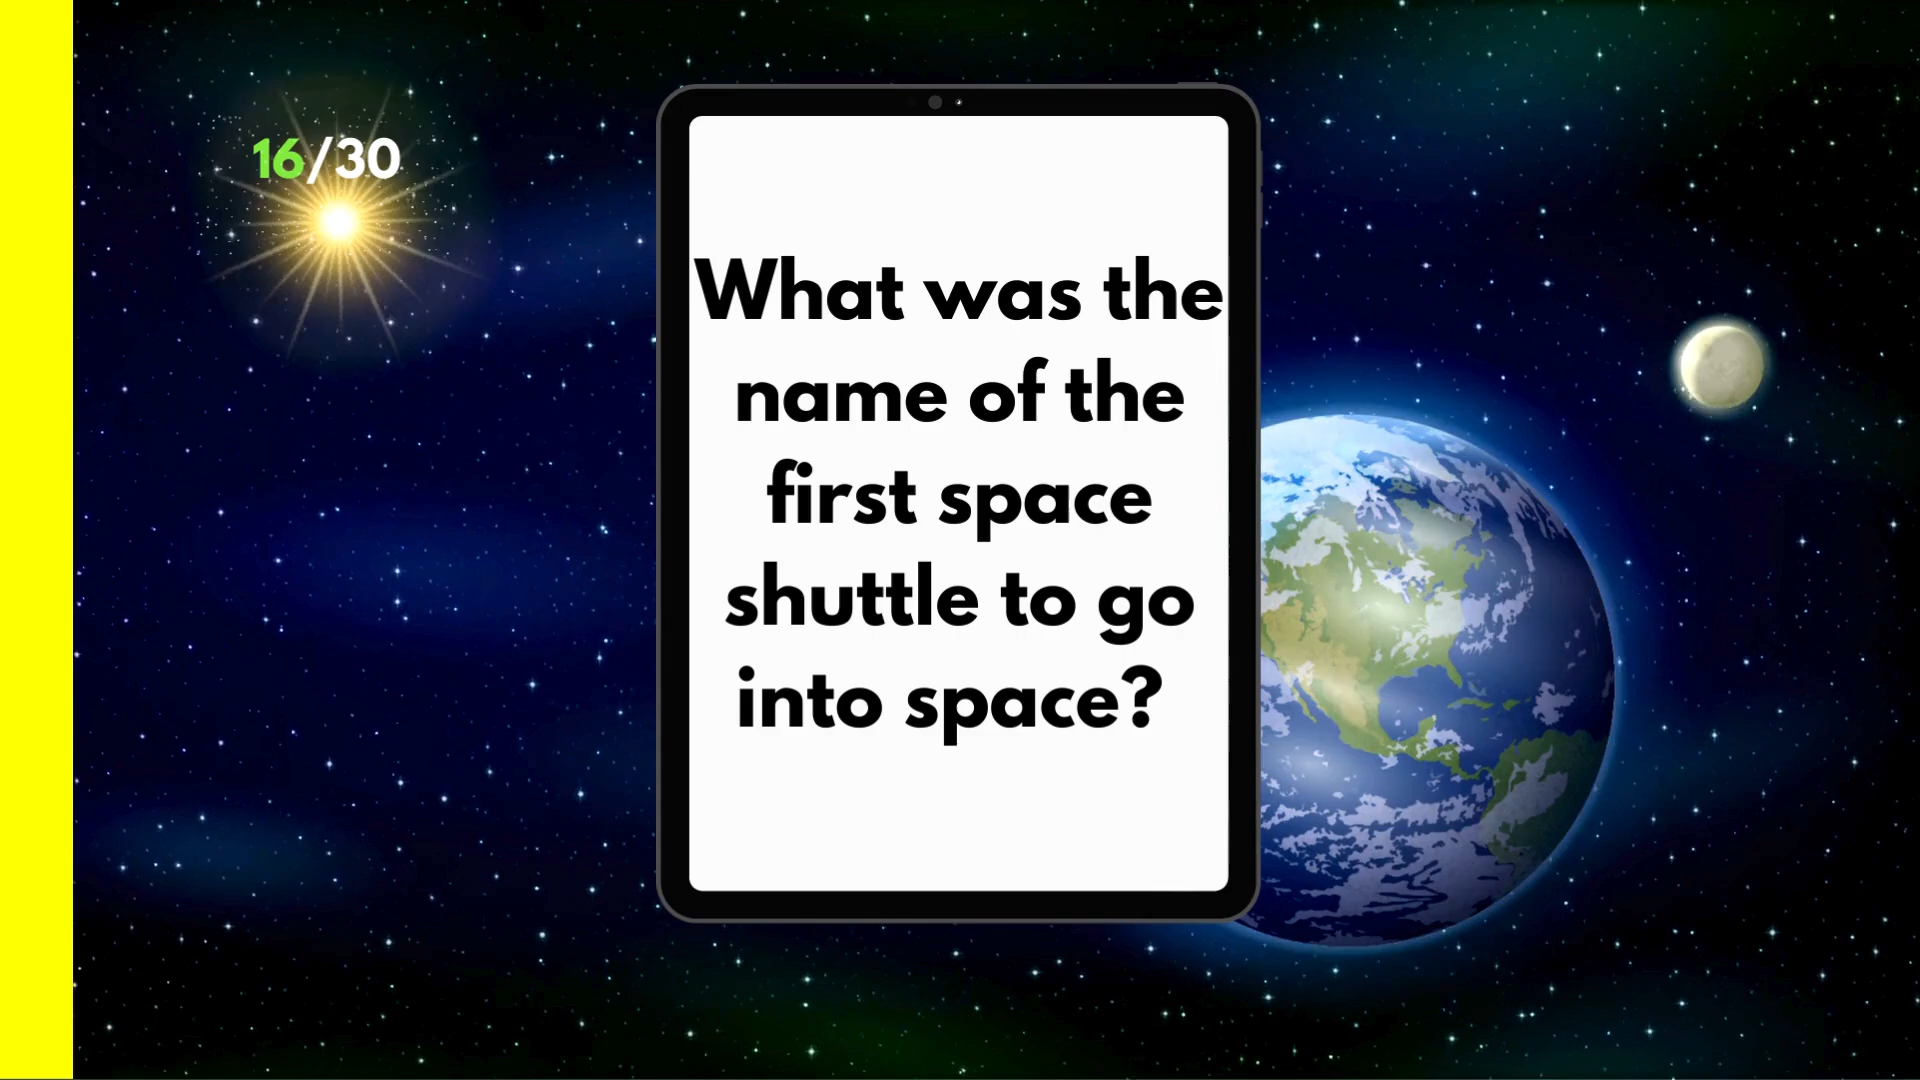 16/30
What was the
name of the
first space
shuttle to go
into space?